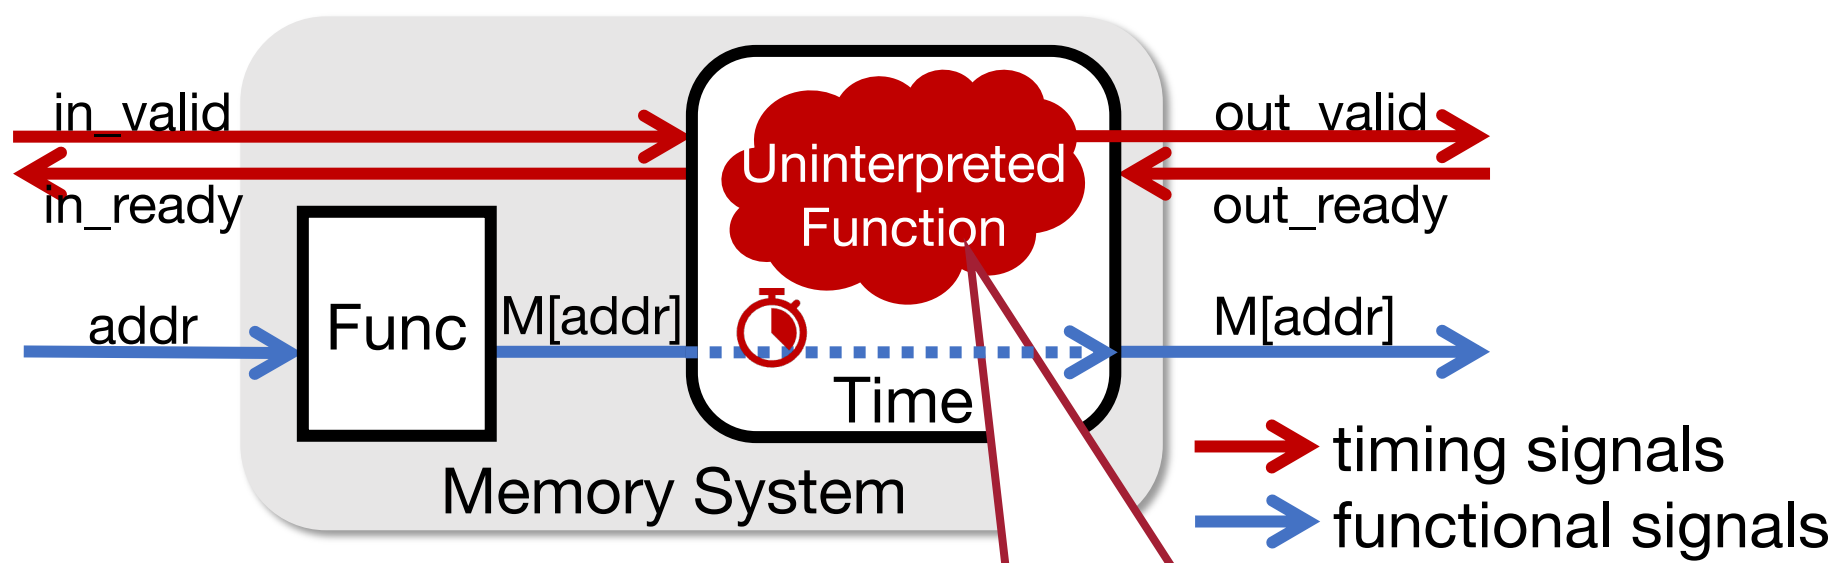 in_valid
in_ready
addr
Func
M[addr]
Uninterpreted
Function
Time
Memory System
out_valid
out_ready
M[addr]
timing signals
functional signals